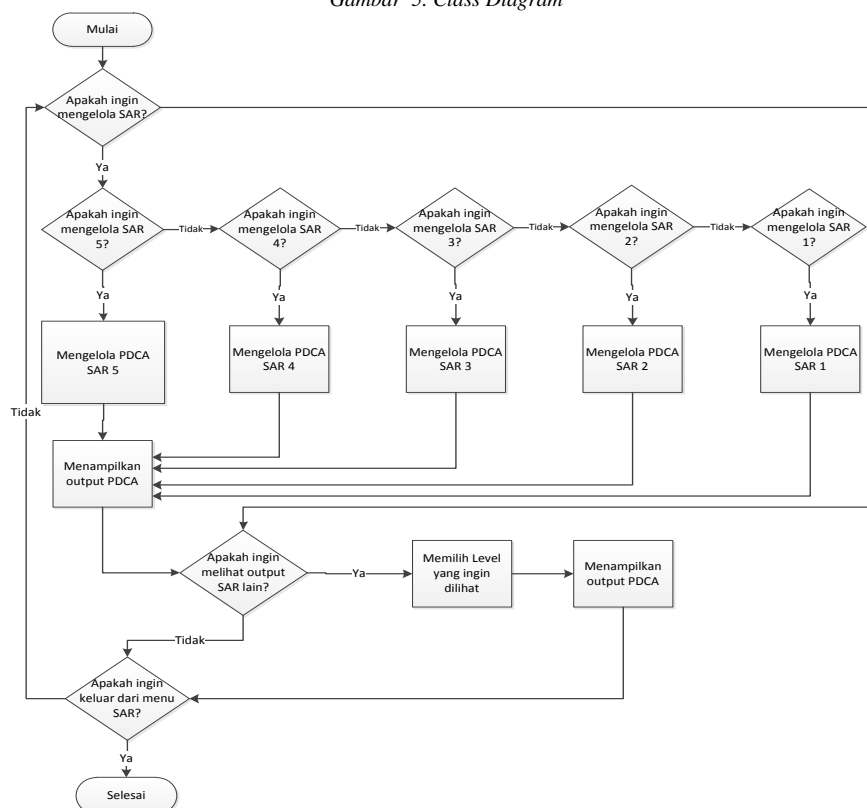 Gambar 5. Class Diagram
Mulai
Apakah ingin
mengelola SAR?
Ya
Apakah ingin
mengelola SAR
5?
Tidak
Apakah ingin
mengelola SAR
4?
Tidak
Apakah ingin
mengelola SAR
3?
Tidak
Apakah ingin
mengelola SAR
2?
Tidak
Apakah ingin
mengelola SAR
1?
Ya
Ya
Ya
Ya
Ya
Mengelola PDCA
SAR 5
Mengelola PDCA
SAR 4
Mengelola PDCA
SAR 3
Mengelola PDCA
SAR 2
Mengelola PDCA
SAR 1
Tidak
Menampilkan
output PDCA
Apakah ingin
melihat output
SAR lain?
Ya
Memilih Level
yang ingin
dilihat
Menampilkan
output PDCA
Tidak
Apakah ingin
keluar dari menu
SAR?
Ya
Selesai